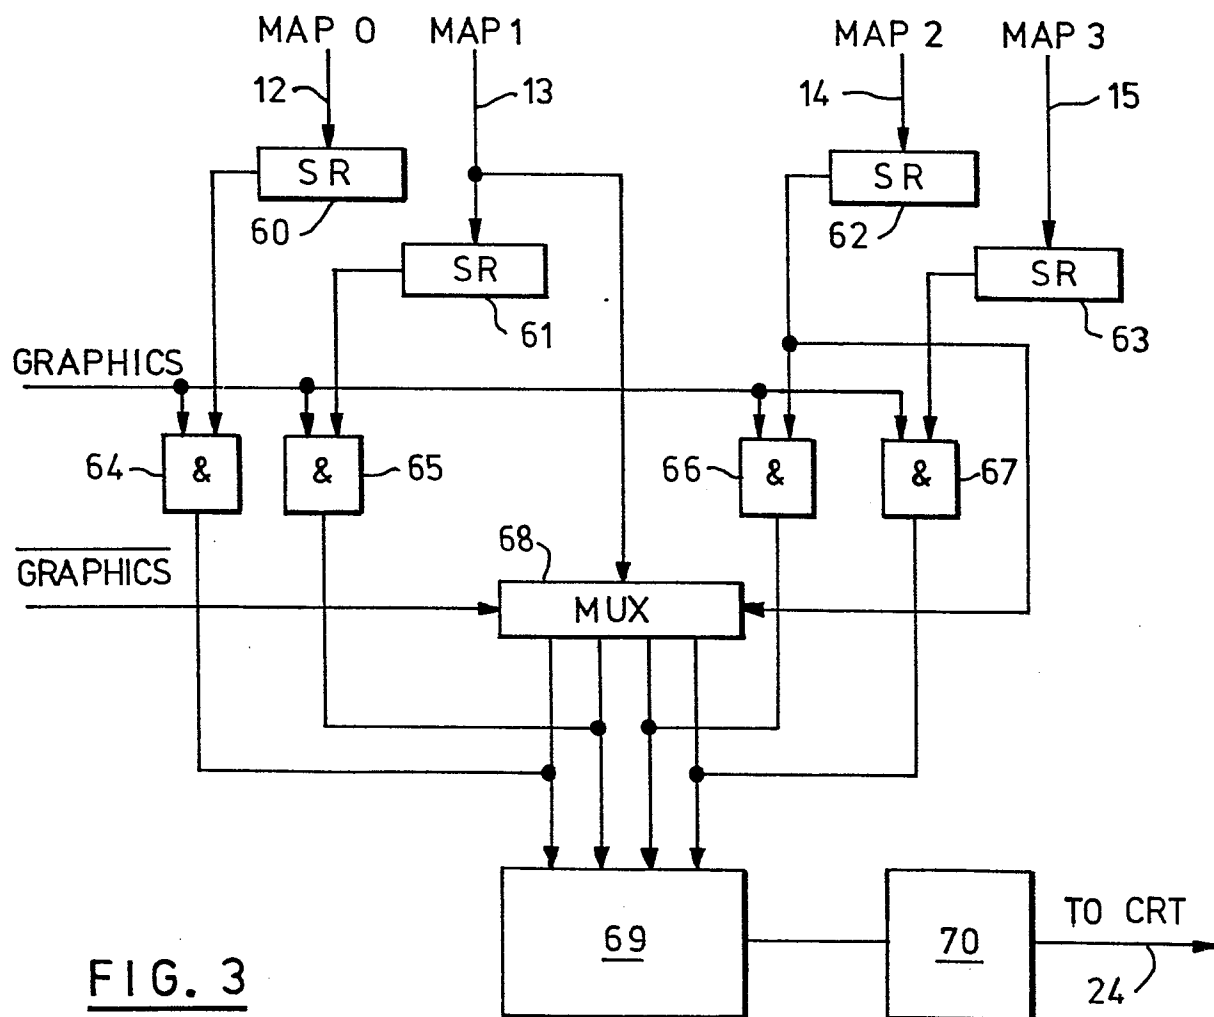 MAP 0 MAP 1 MAP 2 MAP 3
12 13 14 15
SR SR
60 62
SR SR
61 63
GRAPHICS
64 & & 65 66 & & 67
GRAPHICS
68
MUX
69 70 TO CRT
24
FIG. 3